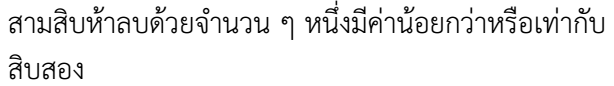 สามสิบห้าลบด้วยจำนวน ๆ หนึ่งมีค่าน้อยกว่าหรือเท่ากับ
สิบสอง